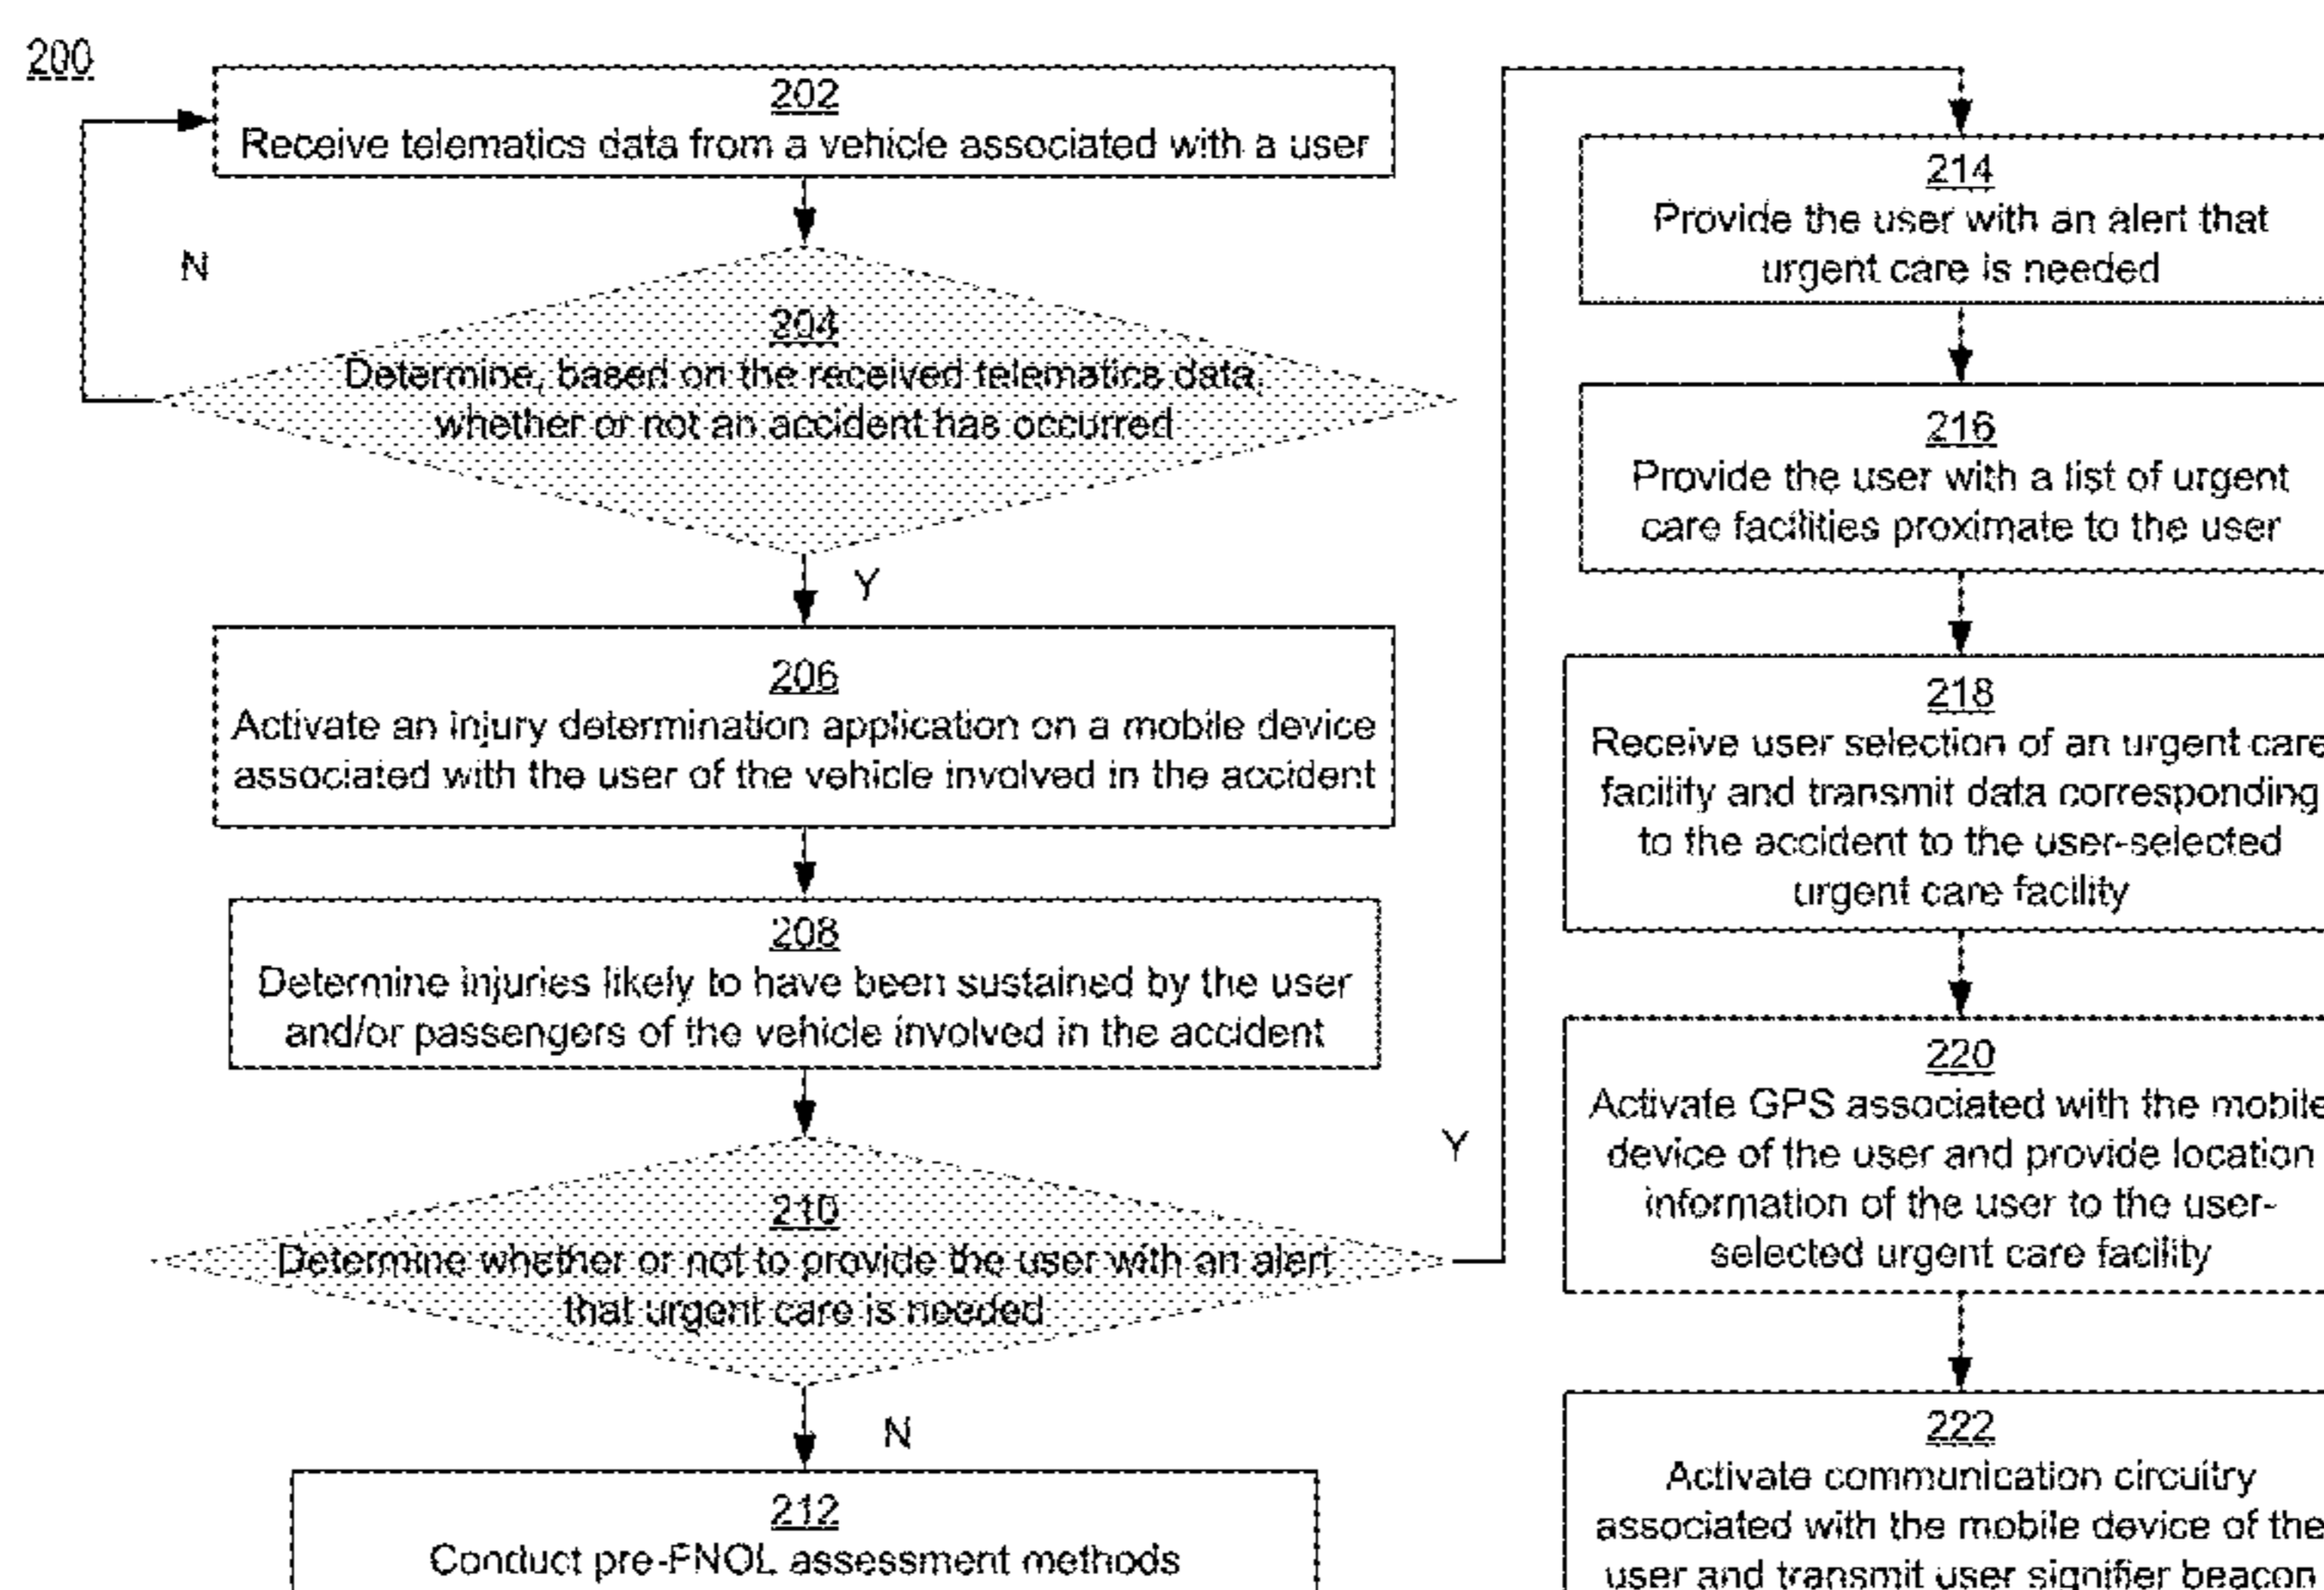 200
202
Receive telematics data from a vehicle associated with a user
N
204
Determine, based on the received telematics data,
whether or not an accident has occurred
Y
206
Activate an injury determination application on a mobile device
associated with the user of the vehicle involved in the accident
208
Determine injuries likely to have been sustained by the user
and/or passengers of the vehicle involved in the accident
210
Determine whether or not to provide the user with an alert
that urgent care is needed
Y
N
212
Conduct pre-FNOL assessment methods
214
Provide the user with an alert that
urgent care is needed
216
Provide the user with a list of urgent
care facilities proximate to the user
218
Receive user selection of an urgent care
facility and transmit data corresponding
to the accident to the user-selected
urgent care facility
220
Activate GPS associated with the mobile
device of the user and provide location
information of the user to the user-
selected urgent care facility
222
Activate communication circuitry
associated with the mobile device of the
user and transmit user signifier beacon